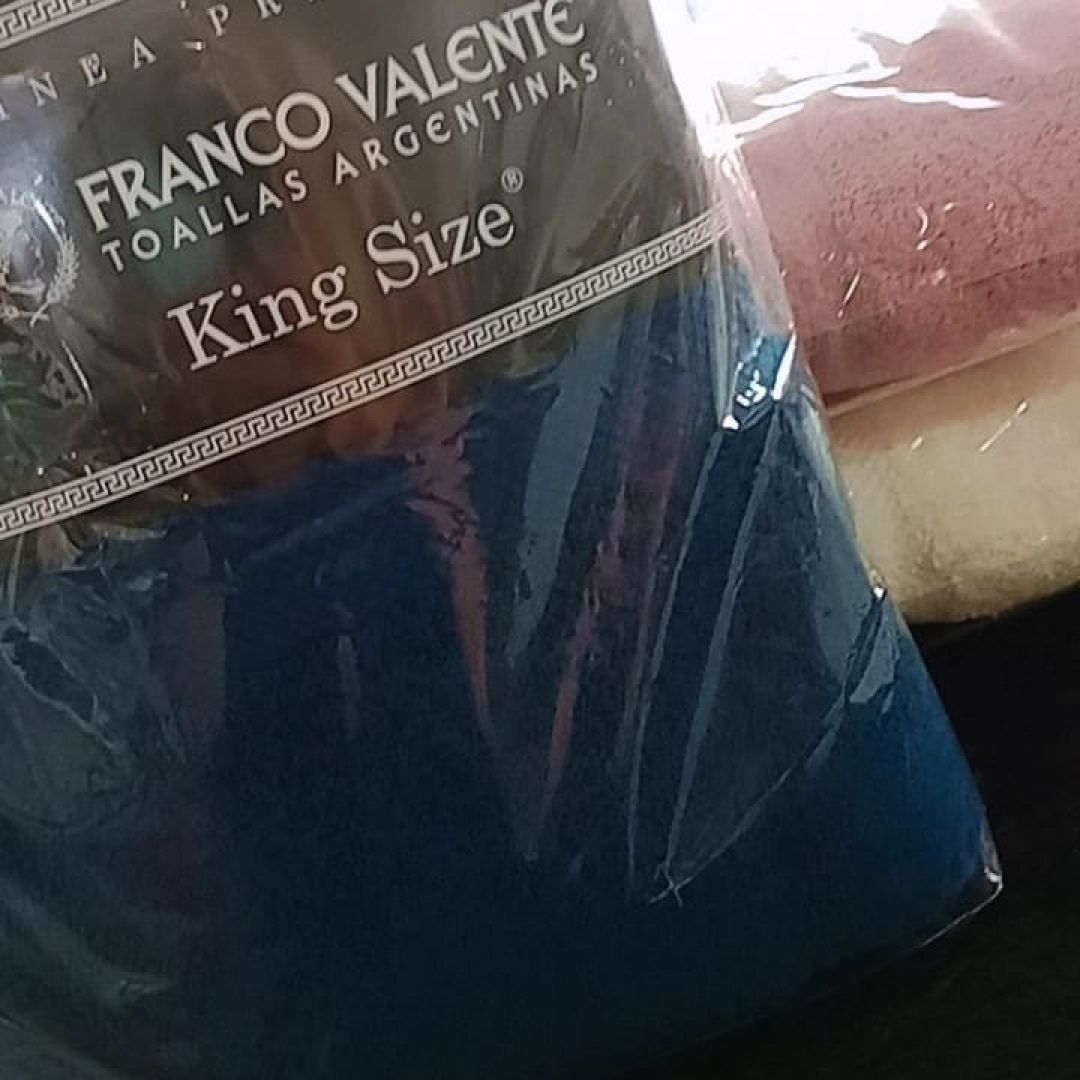 FRANCO VALENTE
TOALLAS ARGENTINAS
King Size®